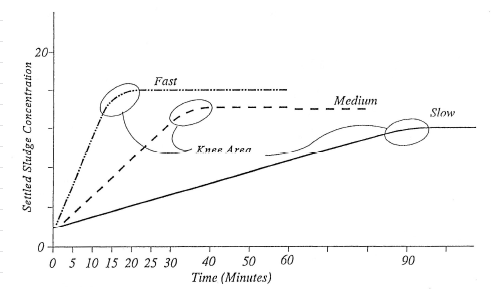 20
Fast
Medium
Slow
Knee Area
Settled Sludge Concentration
0
0 5 10 15 20 25 30 40 50 60 90
Time (Minutes)